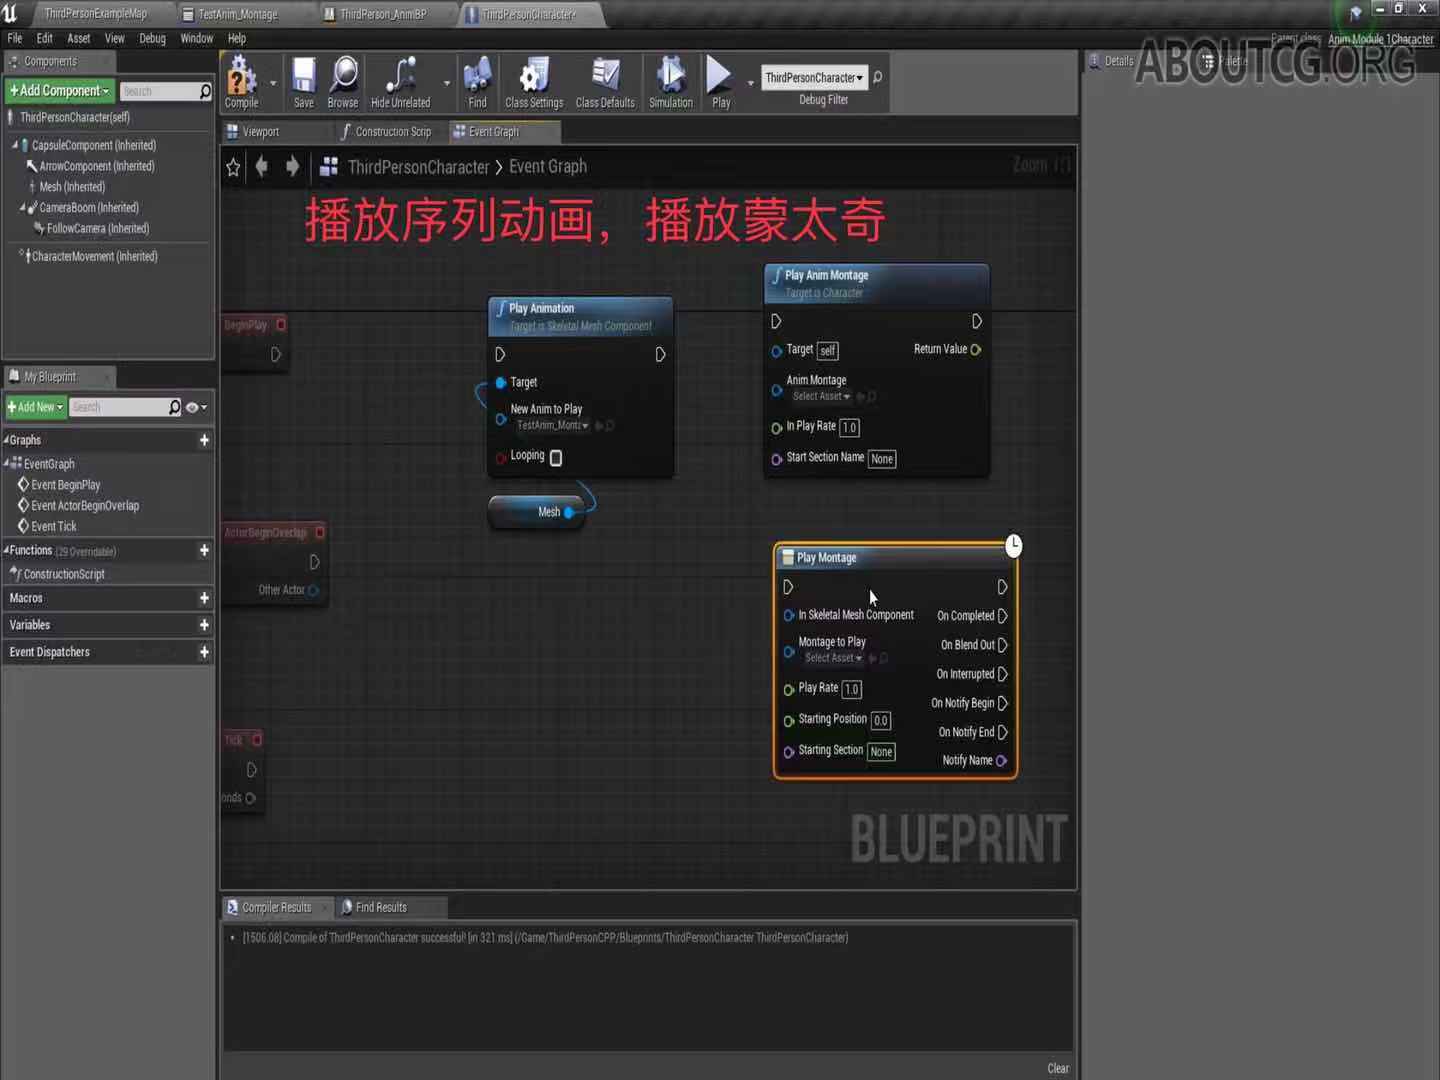 ThirdPersonExampleMap
TestAnim_Montage
ThirdPerson_AnimBP
ThirdPersonCharacter*
File Edit Asset View Debug Window Help
Parent class: Anim Module 1Character
ABOUTCG.ORG
Components
Details
Palette
+Add Component
Search
ThirdPersonCharacter(self)
CapsuleComponent (Inherited)
ArrowComponent (Inherited)
Mesh (Inherited)
CameraBoom (Inherited)
FollowCamera (Inherited)
CharacterMovement (Inherited)
Compile
Save
Browse
Hide Unrelated
Find
Class Settings
Class Defaults
Simulation
Play
ThirdPersonCharacter
Debug Filter
Viewport
Construction Scrip
Event Graph
ThirdPersonCharacter > Event Graph
播放序列动画，播放蒙太奇
BeginPlay
Play Animation
Target is Skeletal Mesh Component
Target
New Anim to Play
TestAnim_Monta
Looping
Mesh
Play Anim Montage
Target is Character
Target self
Return Value
Anim Montage
Select Asset
In Play Rate 1.0
Start Section Name None
ActorBeginOverlap
Other Actor
Tick
onds
Play Montage
In Skeletal Mesh Component
On Completed
Montage to Play
Select Asset
On Blend Out
On Interrupted
Play Rate 1.0
On Notify Begin
Starting Position 0.0
On Notify End
Starting Section None
Notify Name
BLUEPRINT
My Blueprint
+Add New
Search
Graphs
EventGraph
Event BeginPlay
Event ActorBeginOverlap
Event Tick
Functions (29 Overridable)
ConstructionScript
Macros
Variables
Event Dispatchers
Compiler Results
Find Results
[1506.08] Compile of ThirdPersonCharacter successful! [in 321 ms] (/Game/ThirdPersonCPP/Blueprints/ThirdPersonCharacter ThirdPersonCharacter)
Clear